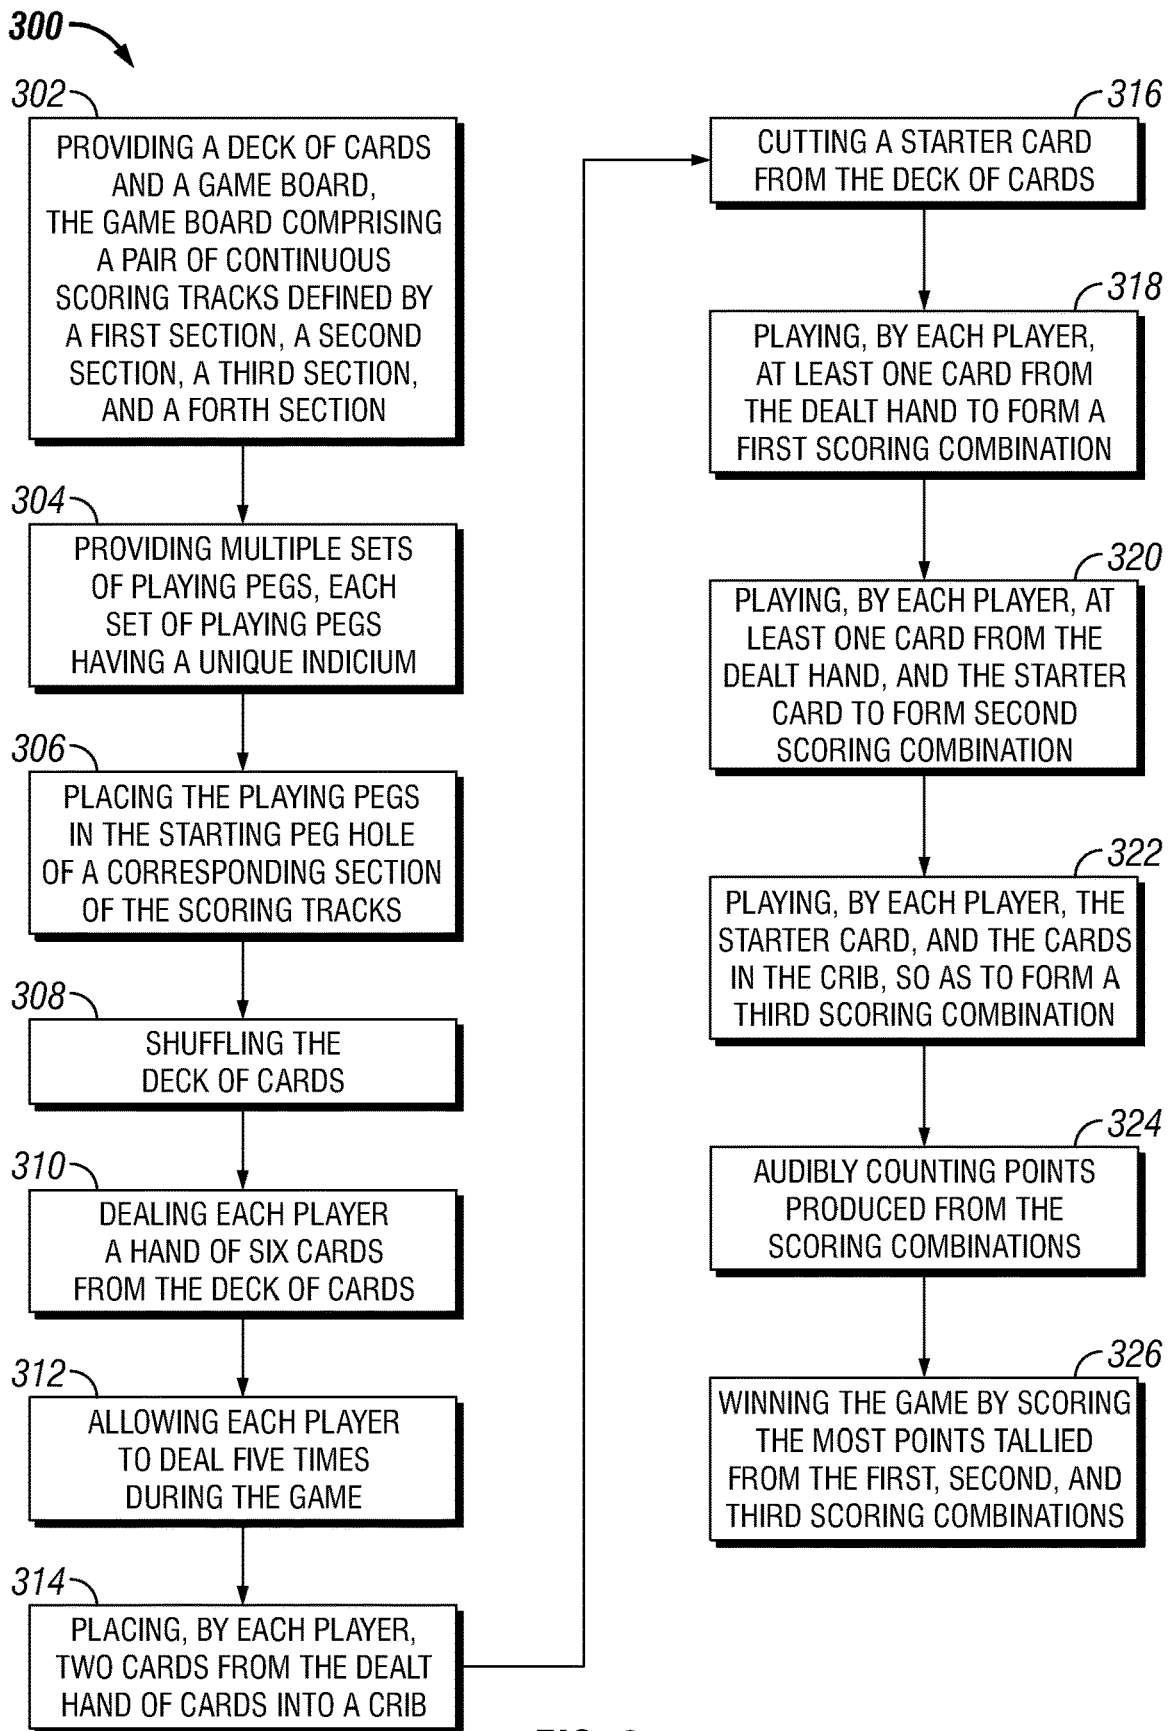 300
302
PROVIDING A DECK OF CARDS
AND A GAME BOARD,
THE GAME BOARD COMPRISING
A PAIR OF CONTINUOUS
SCORING TRACKS DEFINED BY
A FIRST SECTION, A SECOND
SECTION, A THIRD SECTION,
AND A FORTH SECTION
304
PROVIDING MULTIPLE SETS
OF PLAYING PEGS, EACH
SET OF PLAYING PEGS
HAVING A UNIQUE INDICIUM
306
PLACING THE PLAYING PEGS
IN THE STARTING PEG HOLE
OF A CORRESPONDING SECTION
OF THE SCORING TRACKS
308
SHUFFLING THE
DECK OF CARDS
310
DEALING EACH PLAYER
A HAND OF SIX CARDS
FROM THE DECK OF CARDS
312
ALLOWING EACH PLAYER
TO DEAL FIVE TIMES
DURING THE GAME
314
PLACING, BY EACH PLAYER,
TWO CARDS FROM THE DEALT
HAND OF CARDS INTO A CRIB
316
CUTTING A STARTER CARD
FROM THE DECK OF CARDS
318
PLAYING, BY EACH PLAYER,
AT LEAST ONE CARD FROM
THE DEALT HAND TO FORM A
FIRST SCORING COMBINATION
320
PLAYING, BY EACH PLAYER, AT
LEAST ONE CARD FROM THE
DEALT HAND, AND THE STARTER
CARD TO FORM SECOND
SCORING COMBINATION
322
PLAYING, BY EACH PLAYER, THE
STARTER CARD, AND THE CARDS
IN THE CRIB, SO AS TO FORM A
THIRD SCORING COMBINATION
324
AUDIBLY COUNTING POINTS
PRODUCED FROM THE
SCORING COMBINATIONS
326
WINNING THE GAME BY SCORING
THE MOST POINTS TALLIED
FROM THE FIRST, SECOND, AND
THIRD SCORING COMBINATIONS